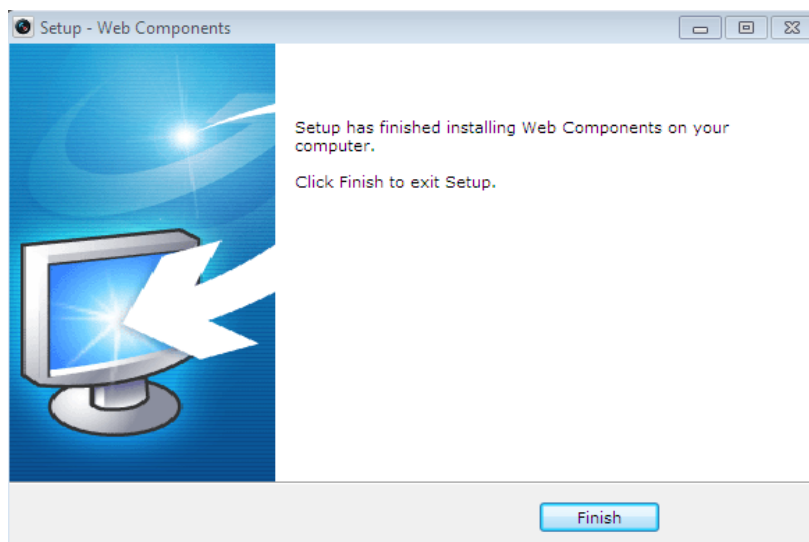 Setup - Web Components
Setup has finished installing Web Components on your
computer.
Click Finish to exit Setup.
Finish